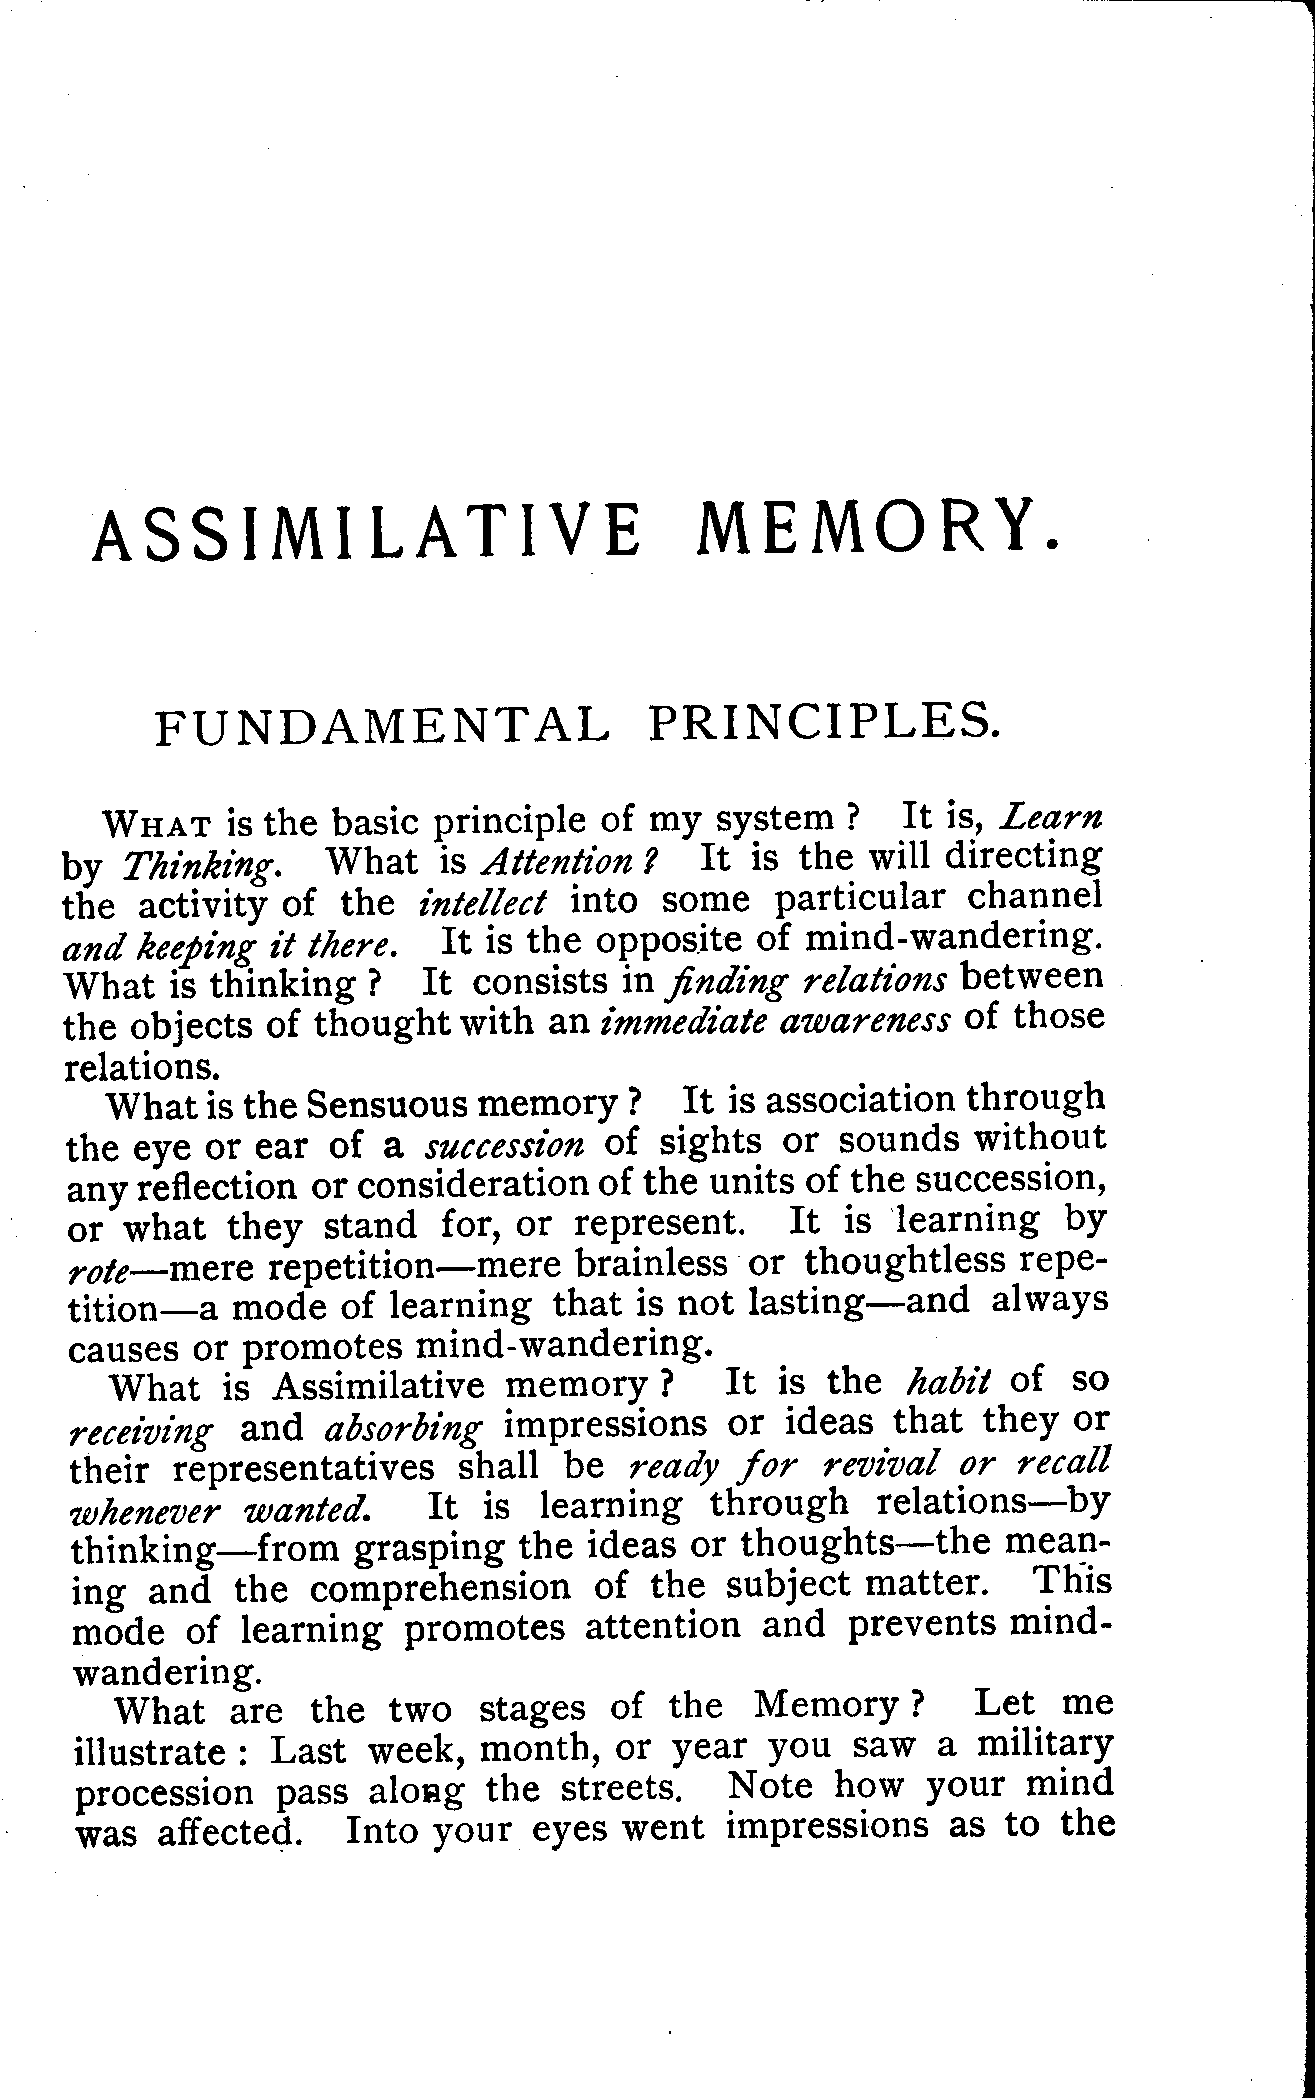 ASSIMILATIVE MEMORY.
FUNDAMENTAL PRINCIPLES.
WHAT is the basic principle of my system ? It is, Learn
by Thinking. What is Attention ? It is the will directing
the activity of the intellect into some particular channel
and keeping it there. It is the opposite of mind-wandering.
What is thinking ? It consists in finding relations between
the objects of thought with an immediate awareness of those
relations.
What is the Sensuous memory ? It is association through
the eye or ear of a succession of sights or sounds without
any reflection or consideration of the units of the succession,
or what they stand for, or represent. It is learning by
rote—mere repetition—mere brainless or thoughtless repe-
tition—a mode of learning that is not lasting—and always
causes or promotes mind-wandering.
What is Assimilative memory ? It is the habit of so
receiving and absorbing impressions or ideas that they or
their representatives shall be ready for revival or recall
whenever wanted. It is learning through relations—by
thinking—from grasping the ideas or thoughts—the mean-
ing and the comprehension of the subject matter. This
mode of learning promotes attention and prevents mind-
wandering.
What are the two stages of the Memory ? Let me
illustrate : Last week, month, or year you saw a military
procession pass along the streets. Note how your mind
was affected. Into your eyes went impressions as to the